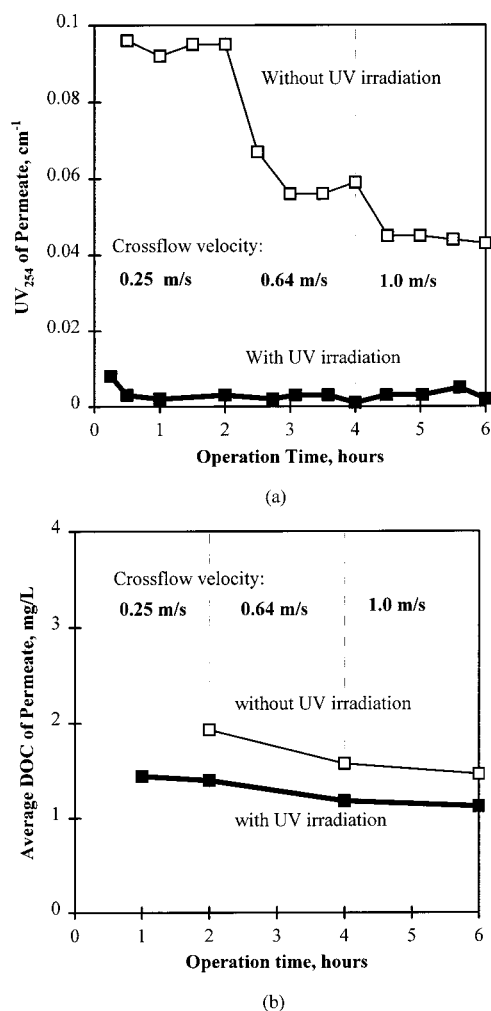 0.1
Without UV irradiation
0.08
0.06
0.04
0.02
0
UV254 of Permeate, cm-1
Crossflow velocity:
0.25 m/s 0.64 m/s 1.0 m/s
With UV irradiation
0 1 2 3 4 5 6
Operation Time, hours
(a)
4
3
2
1
0
Average DOC of Permeate, mg/L
Crossflow velocity:
0.25 m/s 0.64 m/s 1.0 m/s
without UV irradiation
with UV irradiation
0 1 2 3 4 5 6
Operation time, hours
(b)